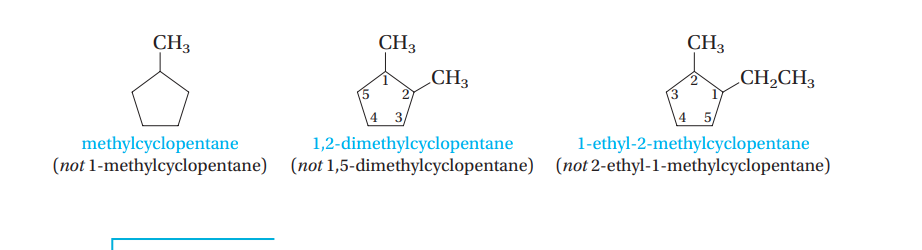 CH₃ CH₃ CH₃
1 2 5 4 3 CH₃ 2 1 3 4 5 CH₂CH₃
methylcyclopentane 1,2-dimethylcyclopentane 1-ethyl-2-methylcyclopentane
(not 1-methylcyclopentane) (not 1,5-dimethylcyclopentane) (not 2-ethyl-1-methylcyclopentane)